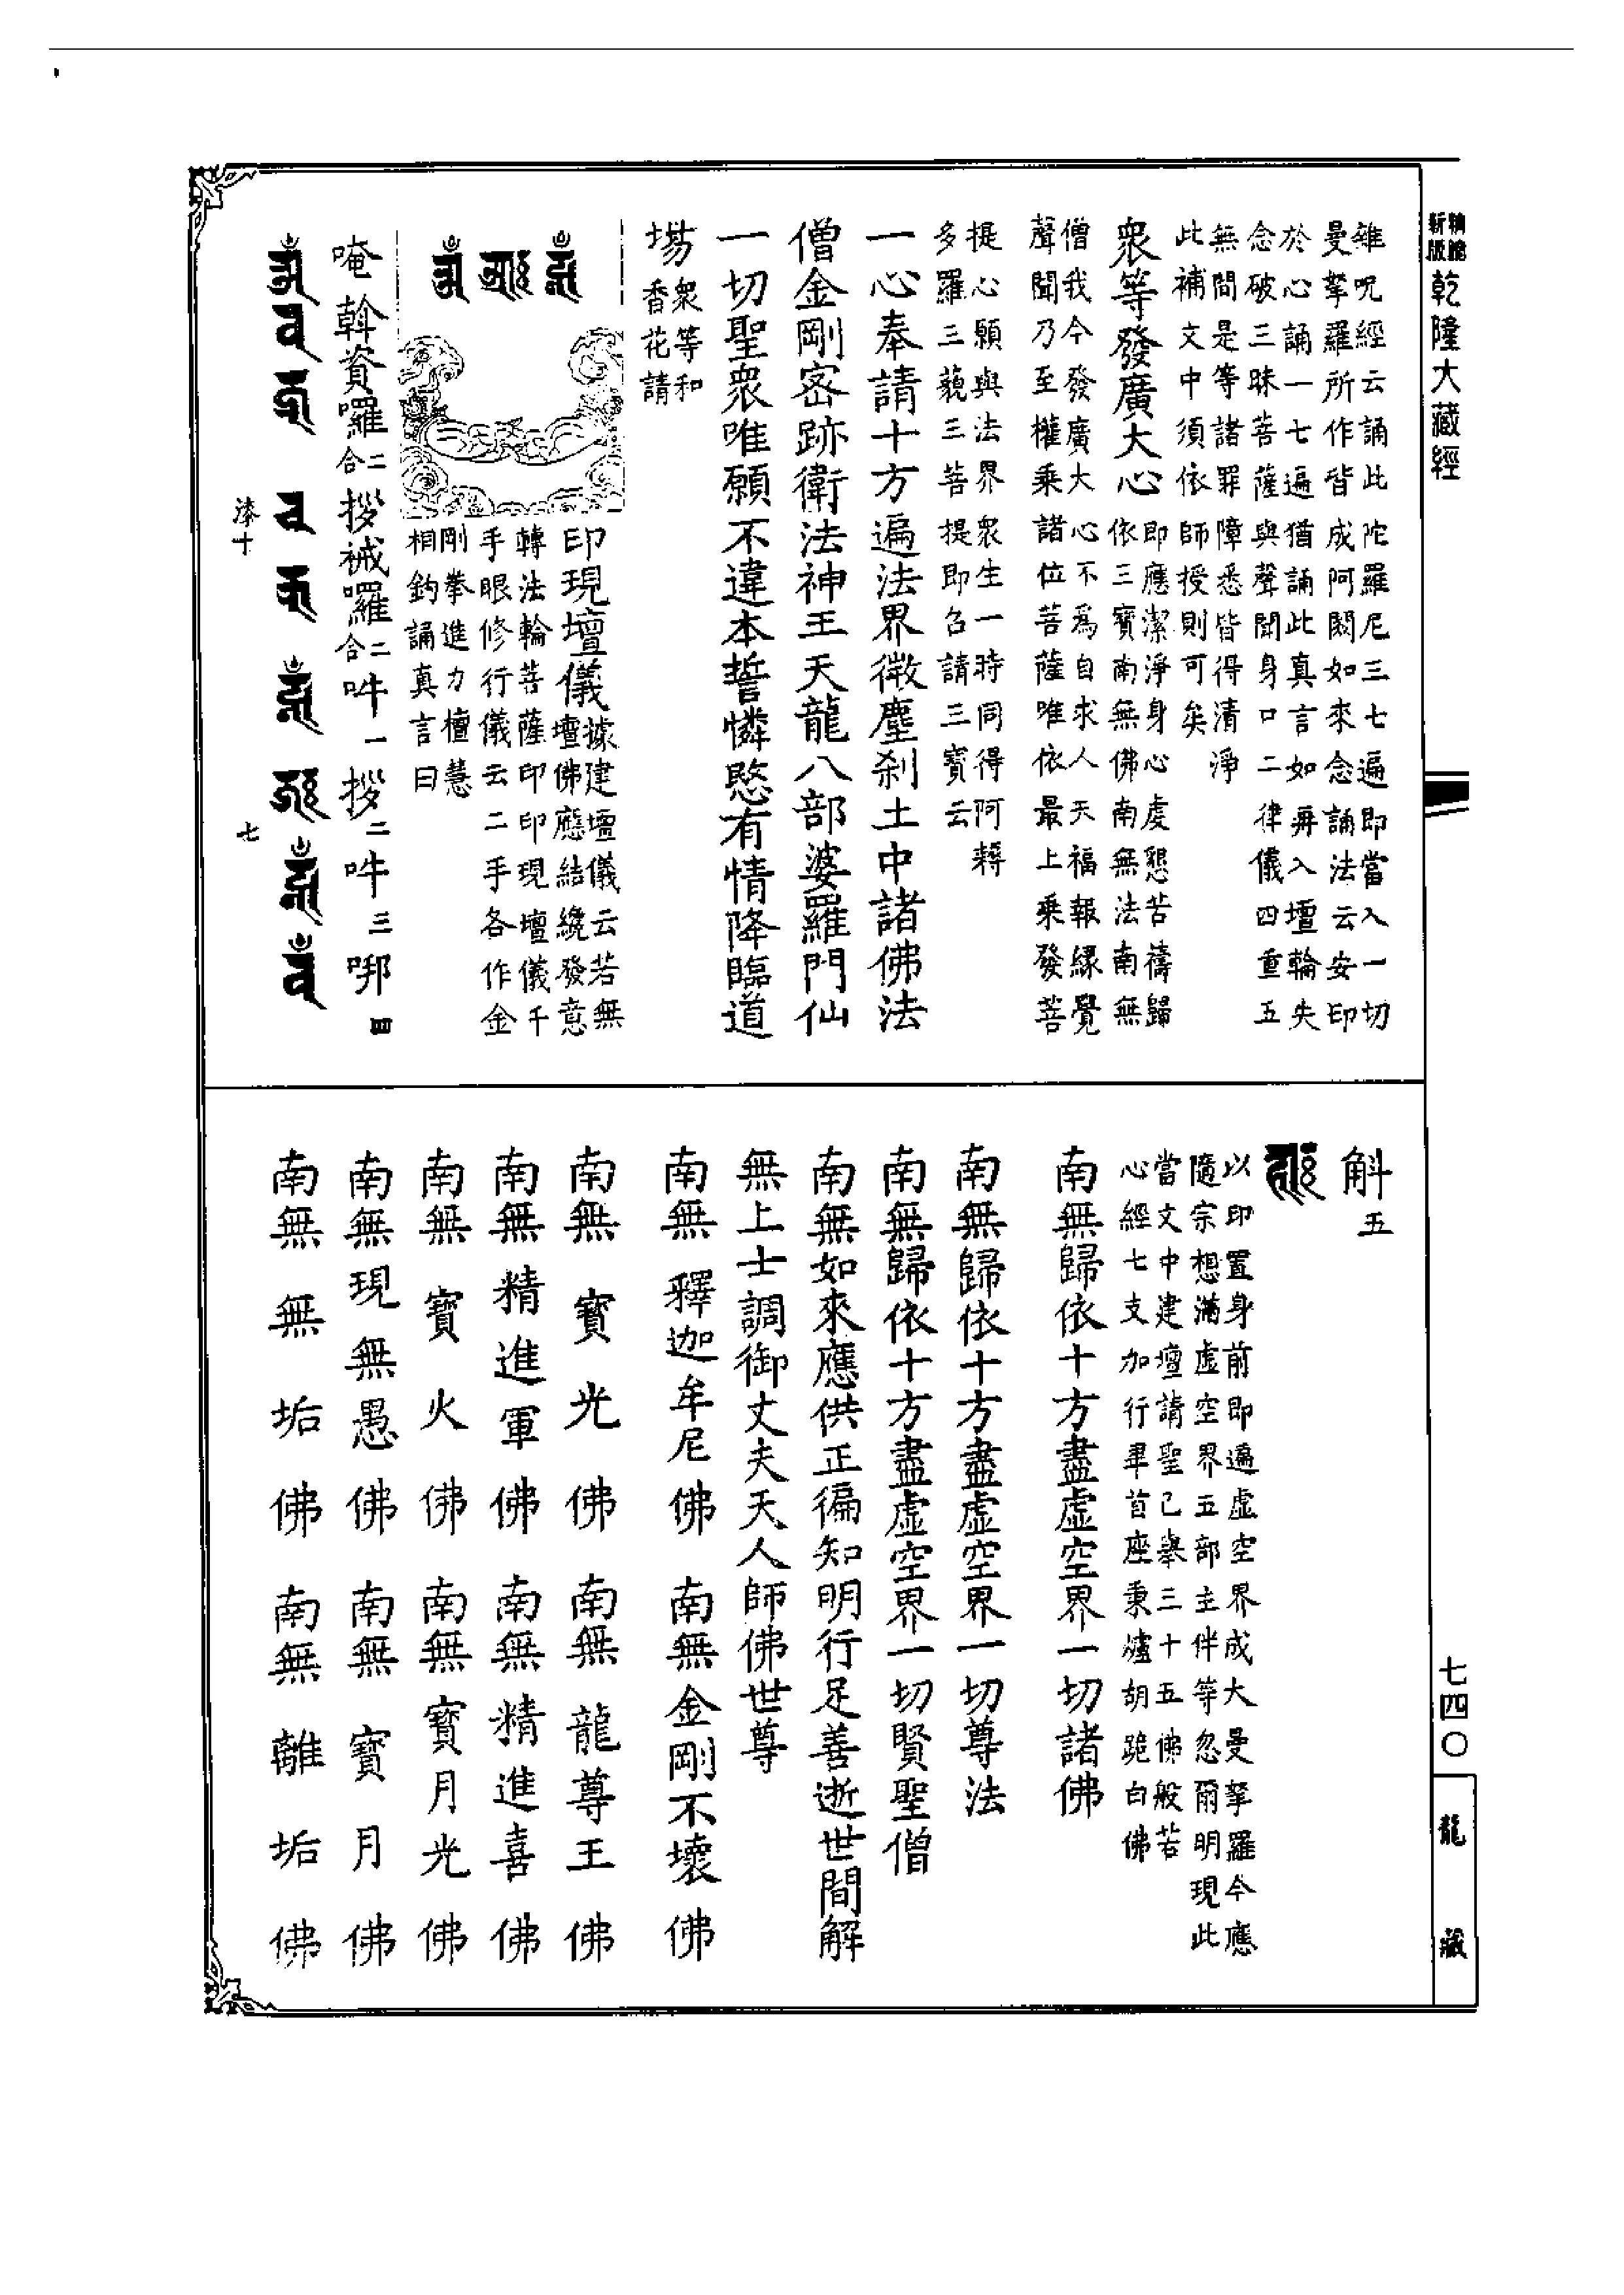 新版
乾隆大藏經
雉呪經云誦此陀羅尼三七遍即當入一切
曼拏羅所作皆成阿閦如來念誦法云安印
於心誦一七遍猶誦此真言如再入壇輪失
念破三昧菩薩與聲聞身口二律儀四重五
無間是等諸罪障悉皆得清淨
此補文中須依師授則可矣
眾等發廣大心
即應潔淨身心虔懇苦禱歸
依三寶南無佛南無法南無
僧我今發廣大心不為自求人天福報緣覺
聲聞乃至權乘諸位菩薩唯依最上乘發菩
提心願與法界眾生一時同得阿耨
多羅三藐三菩提即召請三寶云
一心奉請十方遍法界微塵剎土中諸佛法
僧金剛密跡衛法神王天龍八部婆羅門仙
一切聖眾唯願不違本誓憐愍有情降臨道
場
眾等和
香花請
印現壇儀
據建壇儀云若無
壇佛應結纔發意
轉法輪菩薩印印現壇儀千
手眼修行儀云二手各作金
剛拳進力檀慧
相鉤誦真言曰
唵斡資囉二合拶裓囉二合吽一拶二吽三哪四
漆十
七
斛五
以印置身前即遍虛空界成大曼拏羅今應
隨宗想滿虛空界五部主伴等忽爾明現此
當文中建壇請聖已舉三十五佛般若
心經七支加行畢首座秉爐胡跪白佛
南無歸依十方盡虛空界一切諸佛
南無歸依十方盡虛空界一切尊法
南無歸依十方盡虛空界一切賢聖僧
南無如來應供正徧知明行足善逝世間解
無上士調御丈夫天人師佛世尊
南無釋迦牟尼佛 南無金剛不壞佛
南無寶光佛 南無龍尊王佛
南無精進軍佛 南無精進喜佛
南無寶火佛 南無寶月光佛
南無現無愚佛 南無寶月佛
南無無垢佛 南無離垢佛
七四〇
龍藏